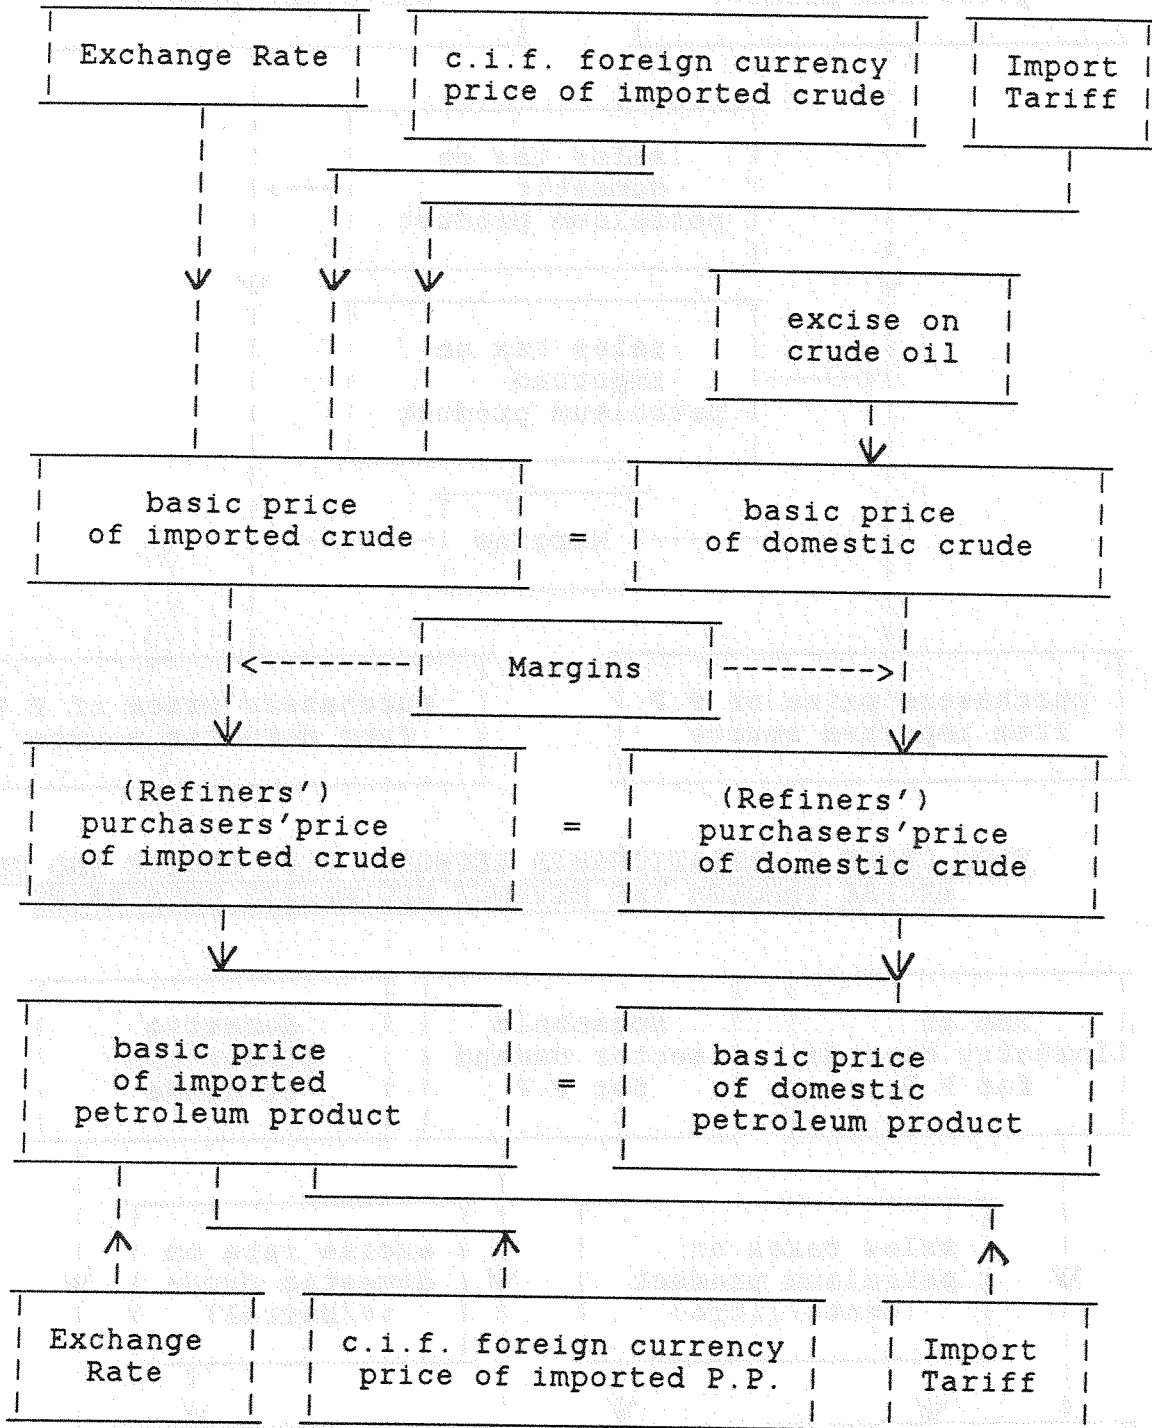 Exchange Rate
c.i.f. foreign currency
price of imported crude
Import
Tariff
excise on
crude oil
basic price
of imported crude
=
basic price
of domestic crude
Margins
(Refiners')
purchasers'price
of imported crude
=
(Refiners')
purchasers'price
of domestic crude
basic price
of imported
petroleum product
=
basic price
of domestic
petroleum product
Exchange
Rate
c.i.f. foreign currency
price of imported P.P.
Import
Tariff